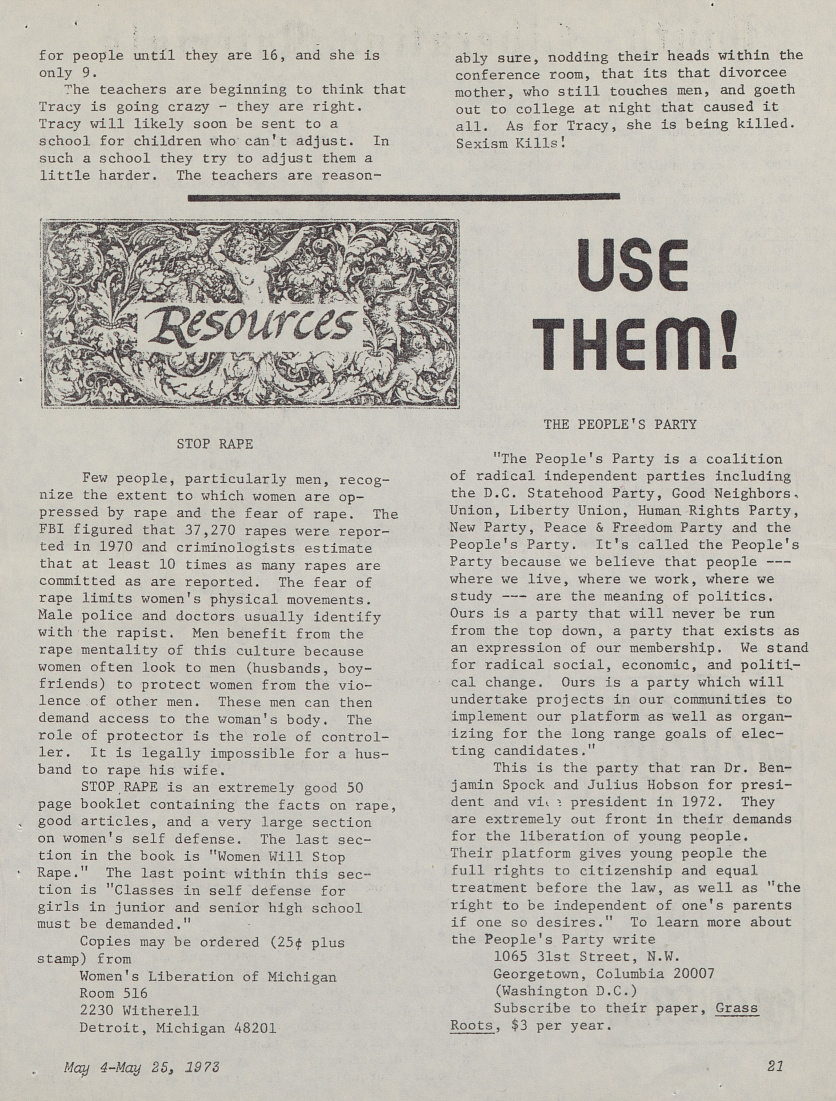 for people until they are 16, and she is
only 9.
The teachers are beginning to think that
Tracy is going crazy - they are right.
Tracy will likely soon be sent to a
school for children who can't adjust. In
such a school they try to adjust them a
little harder. The teachers are reason-
ably sure, nodding their heads within the
conference room, that its that divorcee
mother, who still touches men, and goeth
out to college at night that caused it
all. As for Tracy, she is being killed.
Sexism Kills!
Resources
USE
THEM!
STOP RAPE
Few people, particularly men, recog-
nize the extent to which women are op-
pressed by rape and the fear of rape. The
FBI figured that 37,270 rapes were repor-
ted in 1970 and criminologists estimate
that at least 10 times as many rapes are
committed as are reported. The fear of
rape limits women's physical movements.
Male police and doctors usually identify
with the rapist. Men benefit from the
rape mentality of this culture because
women often look to men (husbands, boy-
friends) to protect women from the vio-
lence of other men. These men can then
demand access to the woman's body. The
role of protector is the role of control-
ler. It is legally impossible for a hus-
band to rape his wife.
STOP RAPE is an extremely good 50
page booklet containing the facts on rape,
good articles, and a very large section
on women's self defense. The last sec-
tion in the book is "Women Will Stop
Rape." The last point within this sec-
tion is "Classes in self defense for
girls in junior and senior high school
must be demanded."
Copies may be ordered (25¢ plus
stamp) from
Women's Liberation of Michigan
Room 516
2230 Witherell
Detroit, Michigan 48201
THE PEOPLE'S PARTY
"The People's Party is a coalition
of radical independent parties including
the D.C. Statehood Party, Good Neighbors.
Union, Liberty Union, Human Rights Party,
New Party, Peace & Freedom Party and the
People's Party. It's called the People's
Party because we believe that people ---
where we live, where we work, where we
study --- are the meaning of politics.
Ours is a party that will never be run
from the top down, a party that exists as
an expression of our membership. We stand
for radical social, economic, and politi-
cal change. Ours is a party which will
undertake projects in our communities to
implement our platform as well as organ-
izing for the long range goals of elec-
ting candidates."
This is the party that ran Dr. Ben-
jamin Spock and Julius Hobson for presi-
dent and president in 1972. They
are extremely out front in their demands
for the liberation of young people.
Their platform gives young people the
full rights to citizenship and equal
treatment before the law, as well as "the
right to be independent of one's parents
if one so desires." To learn more about
the People's Party write
1065 31st Street, N.W.
Georgetown, Columbia 20007
(Washington D.C.)
Subscribe to their paper, Grass
Roots, $3 per year.
May 4-May 25, 1973
21